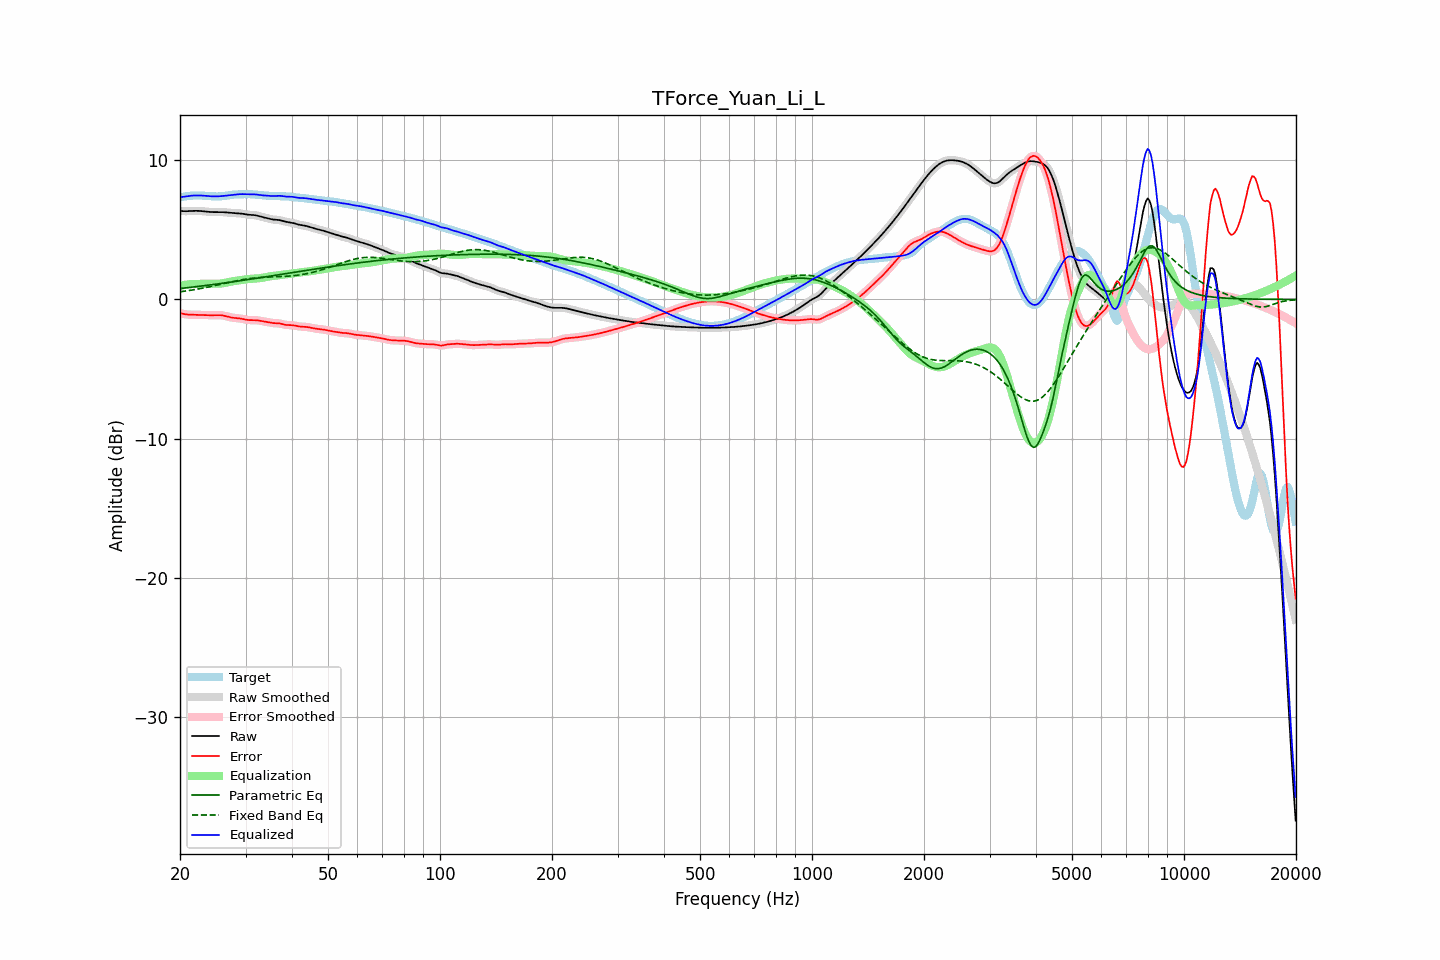 TForce_Yuan_Li_L
Amplitude (dBr)
10
0
−10
−20
−30
Target
Raw Smoothed
Error Smoothed
Raw
Error
Equalization
Parametric Eq
Fixed Band Eq
Equalized
20 50 100 200 500 1000 2000 5000 10000 20000
Frequency (Hz)